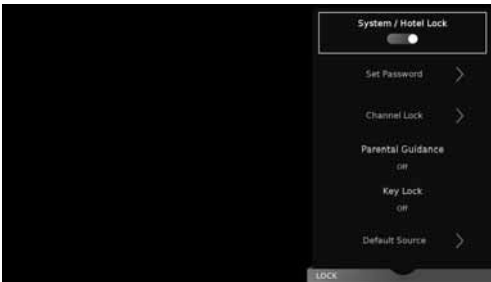 System / Hotel Lock
Set Password
Channel Lock
Parental Guidance
Off
Key Lock
Off
Default Source
LOCK